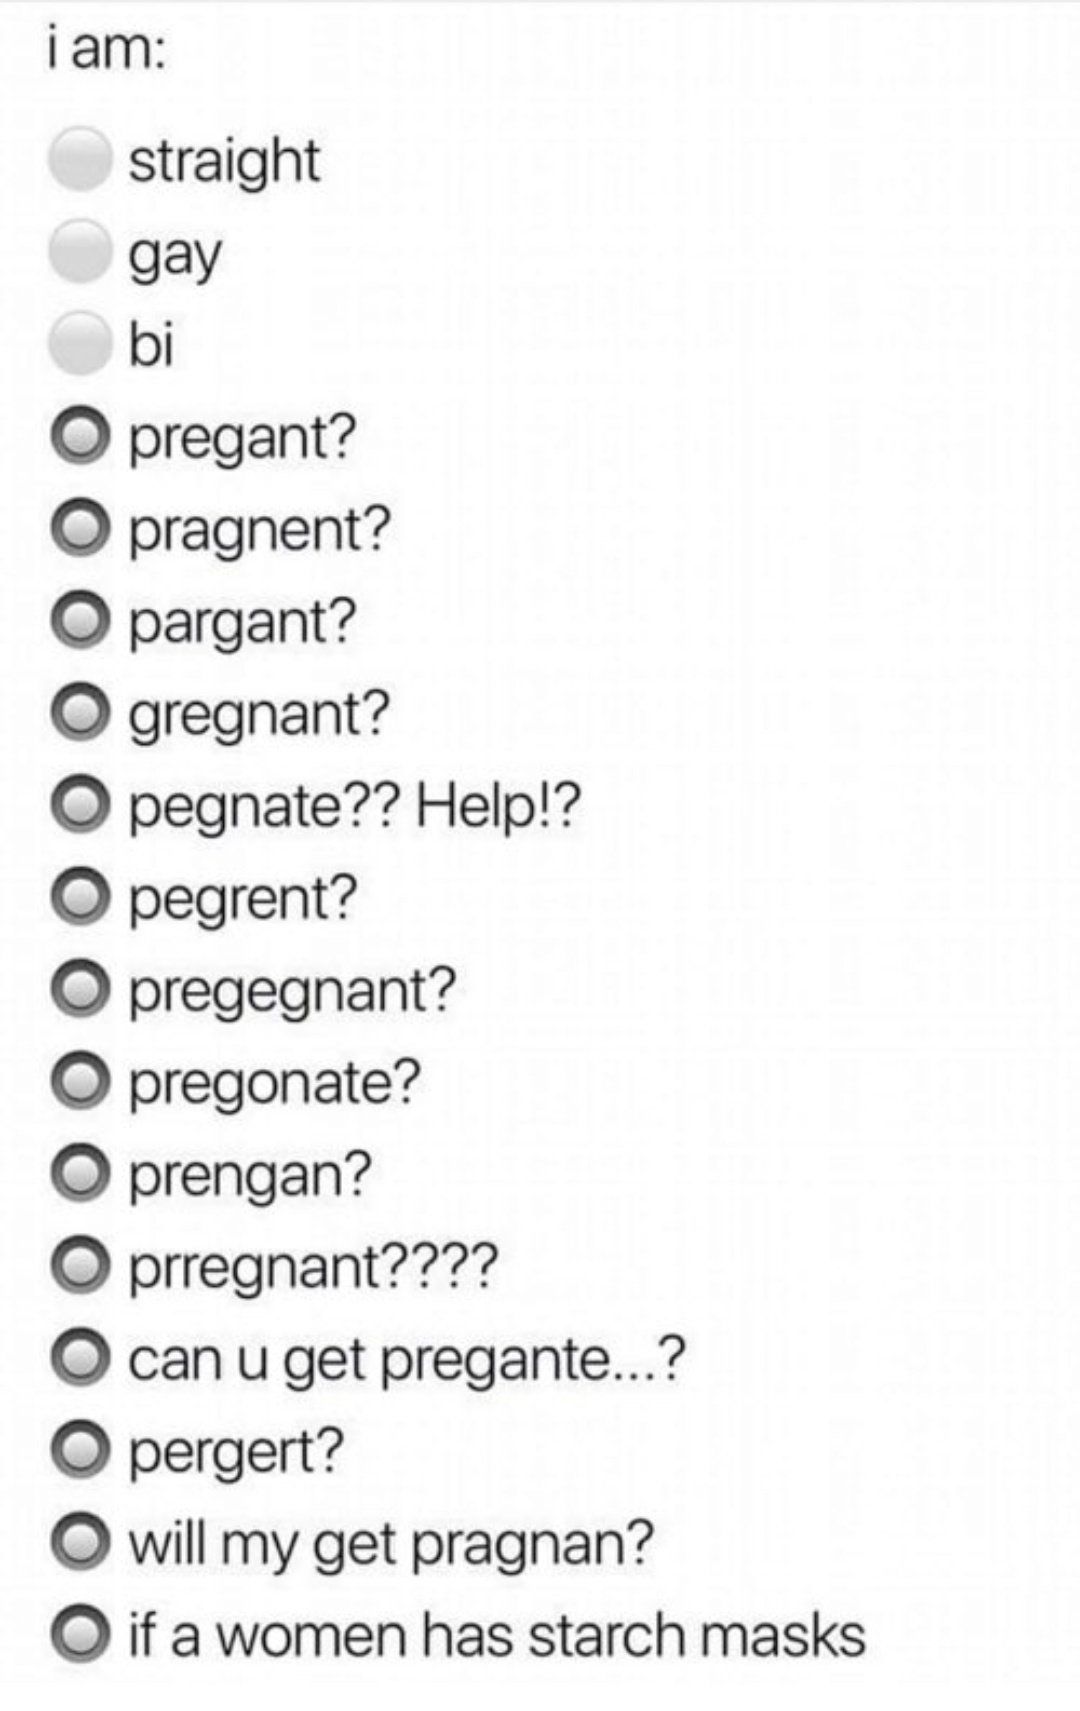 i am:
straight
gay
bi
pregant?
pragnent?
pargant?
gregnant?
pegnate?? Help!?
pegrent?
pregegnant?
pregonate?
prengan?
prregnant????
can u get pregante...?
pergert?
will my get pragnan?
if a women has starch masks